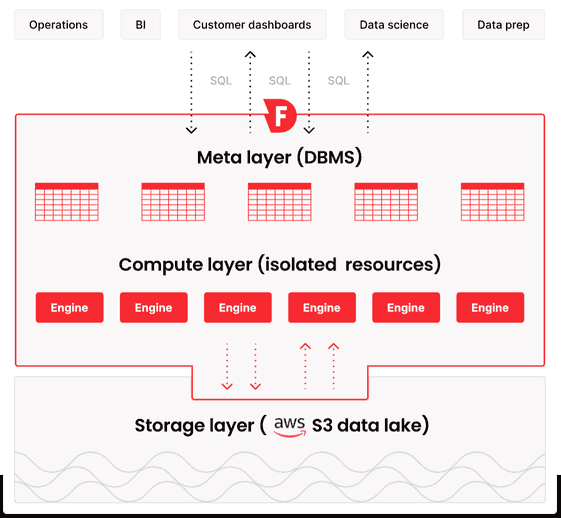 Operations
BI
Customer dashboards
Data science
Data prep
SQL
SQL
SQL
F
Meta layer (DBMS)
Compute layer (isolated resources)
Engine
Engine
Engine
Engine
Engine
Engine
Storage layer ( aws S3 data lake)